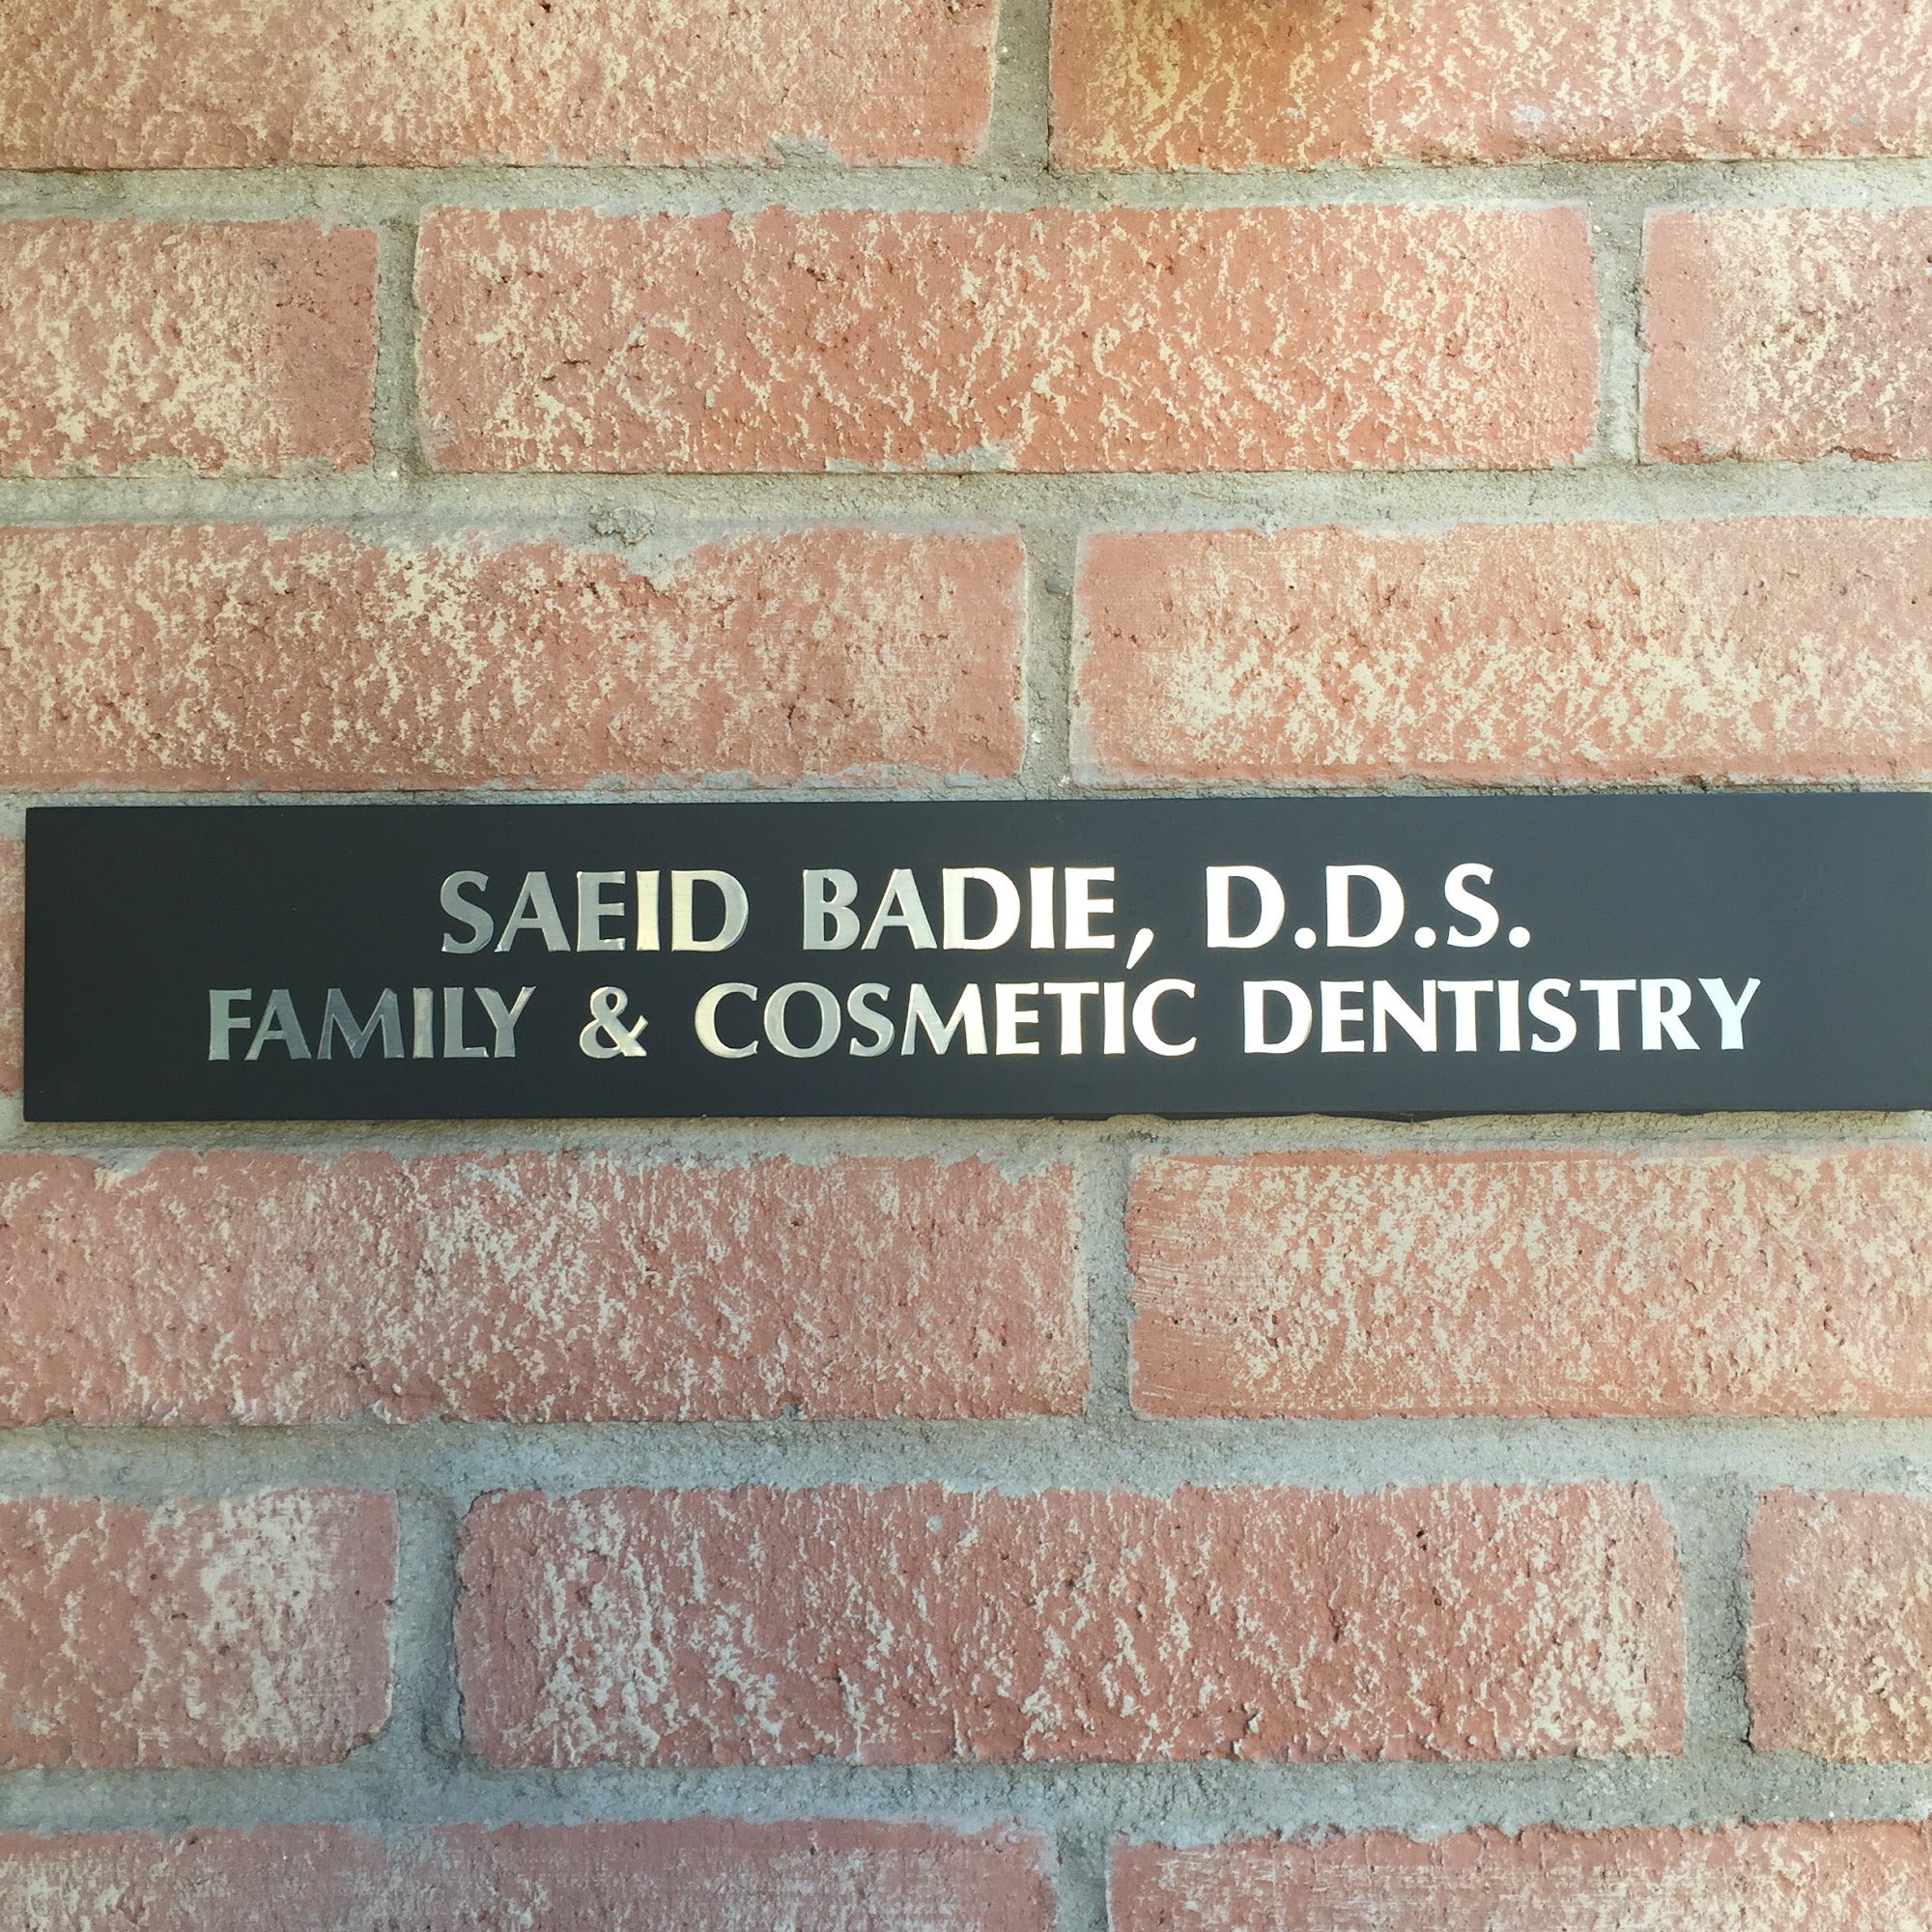 SAEID BADIE, D.D.S.
FAMILY & COSMETIC DENTISTRY